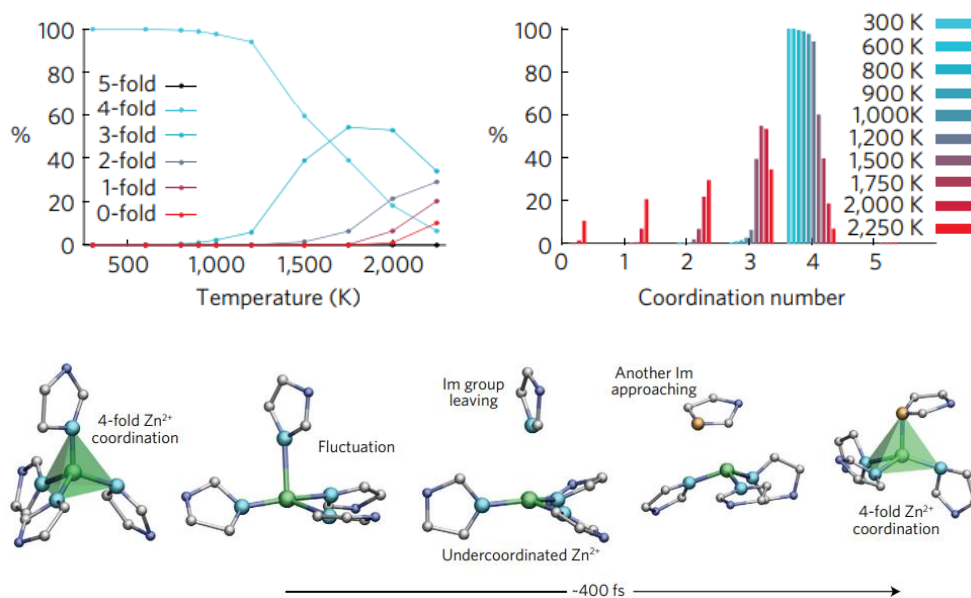 100
80
60
40
20
0
%
5-fold
4-fold
3-fold
2-fold
1-fold
0-fold
500
1,000
1,500
2,000
Temperature (K)
100
80
60
40
20
0
%
0
1
2
3
4
5
Coordination number
300 K
600 K
800 K
900 K
1,000K
1,200 K
1,500 K
1,750 K
2,000 K
2,250 K
4-fold Zn²⁺
coordination
Fluctuation
Im group
leaving
Undercoordinated Zn²⁺
Another Im
approaching
4-fold Zn²⁺
coordination
~400 fs